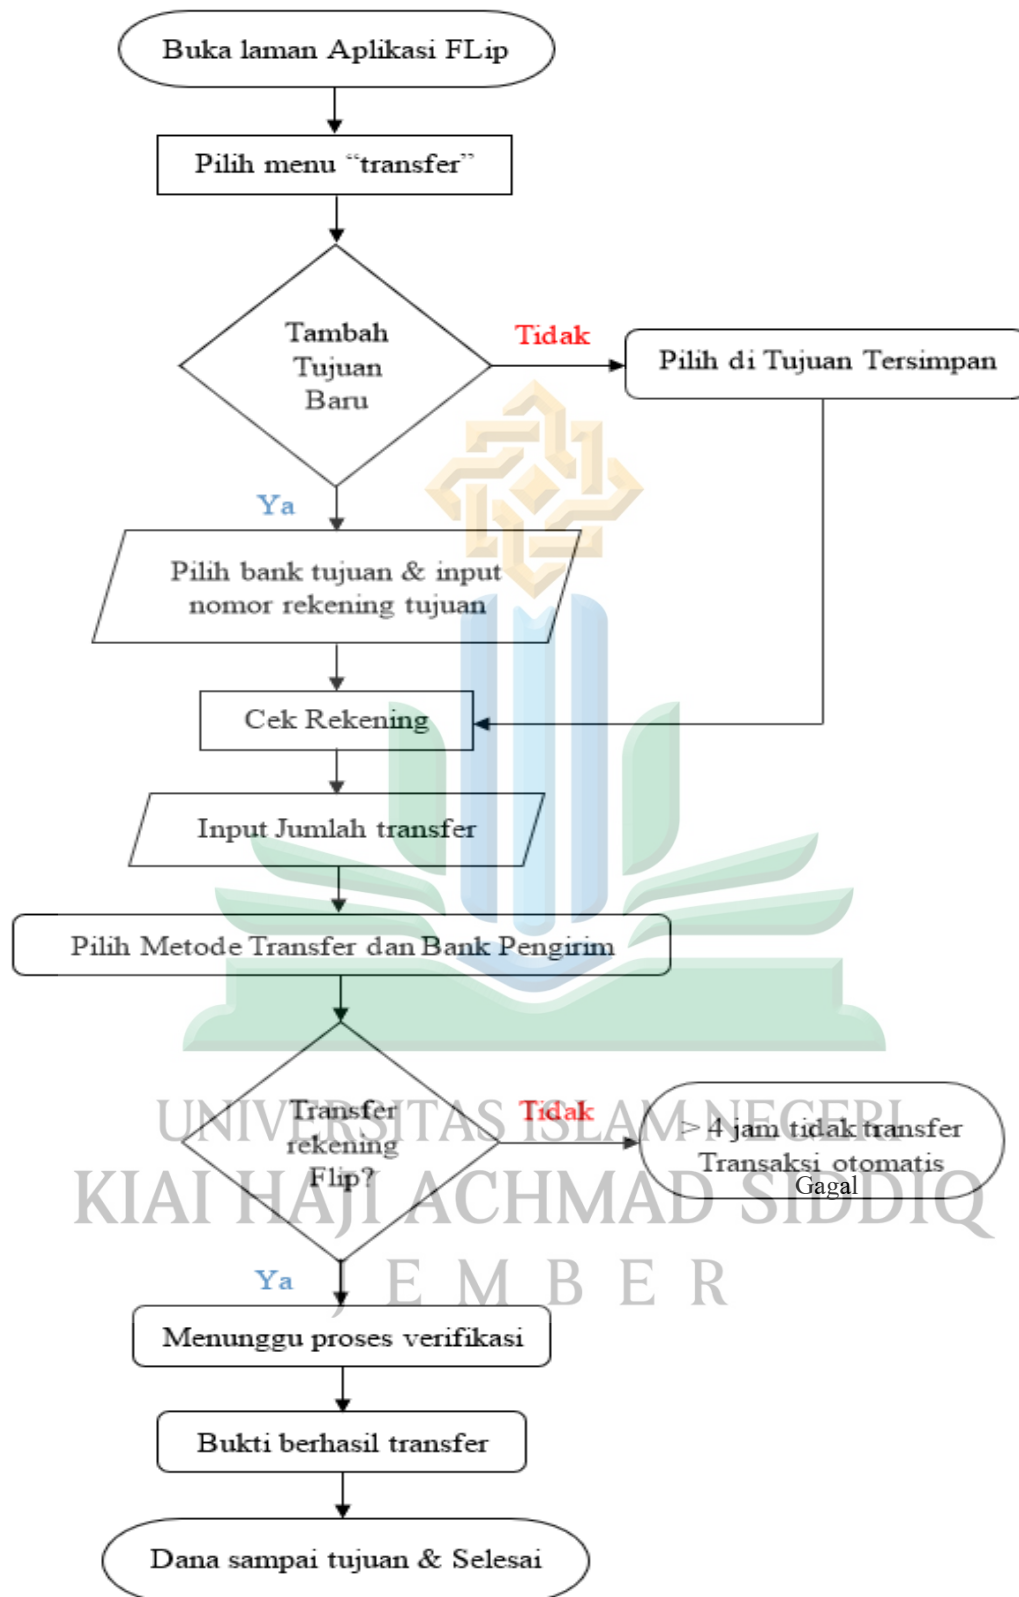 Buka laman Aplikasi FLip
Pilih menu “transfer”
Tambah
Tujuan
Baru
Tidak
Pilih di Tujuan Tersimpan
Ya
Pilih bank tujuan & input
nomor rekening tujuan
Cek Rekening
Input Jumlah transfer
Pilih Metode Transfer dan Bank Pengirim
Transfer
rekening
Flip?
Tidak
> 4 jam tidak transfer
Transaksi otomatis
Gagal
UNIVERSITAS ISLAM NEGERI
KIAI HAJI ACHMAD SIDDIQ
JEMBER
Ya
Menunggu proses verifikasi
Bukti berhasil transfer
Dana sampai tujuan & Selesai